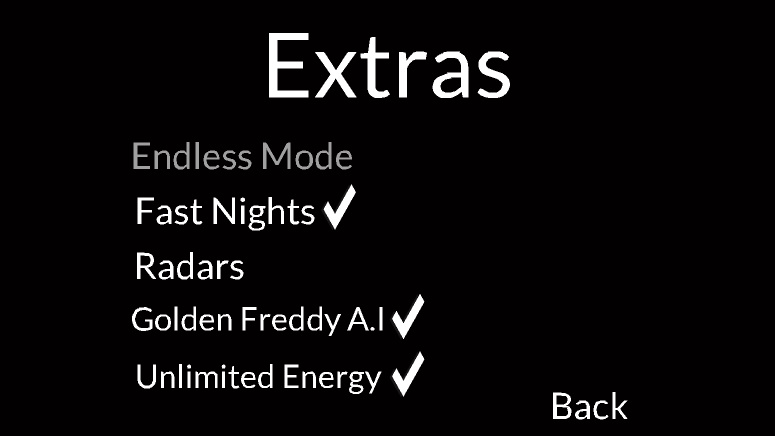 Extras
Endless Mode
Fast Nights
Radars
Golden Freddy A.I
Unlimited Energy
Back